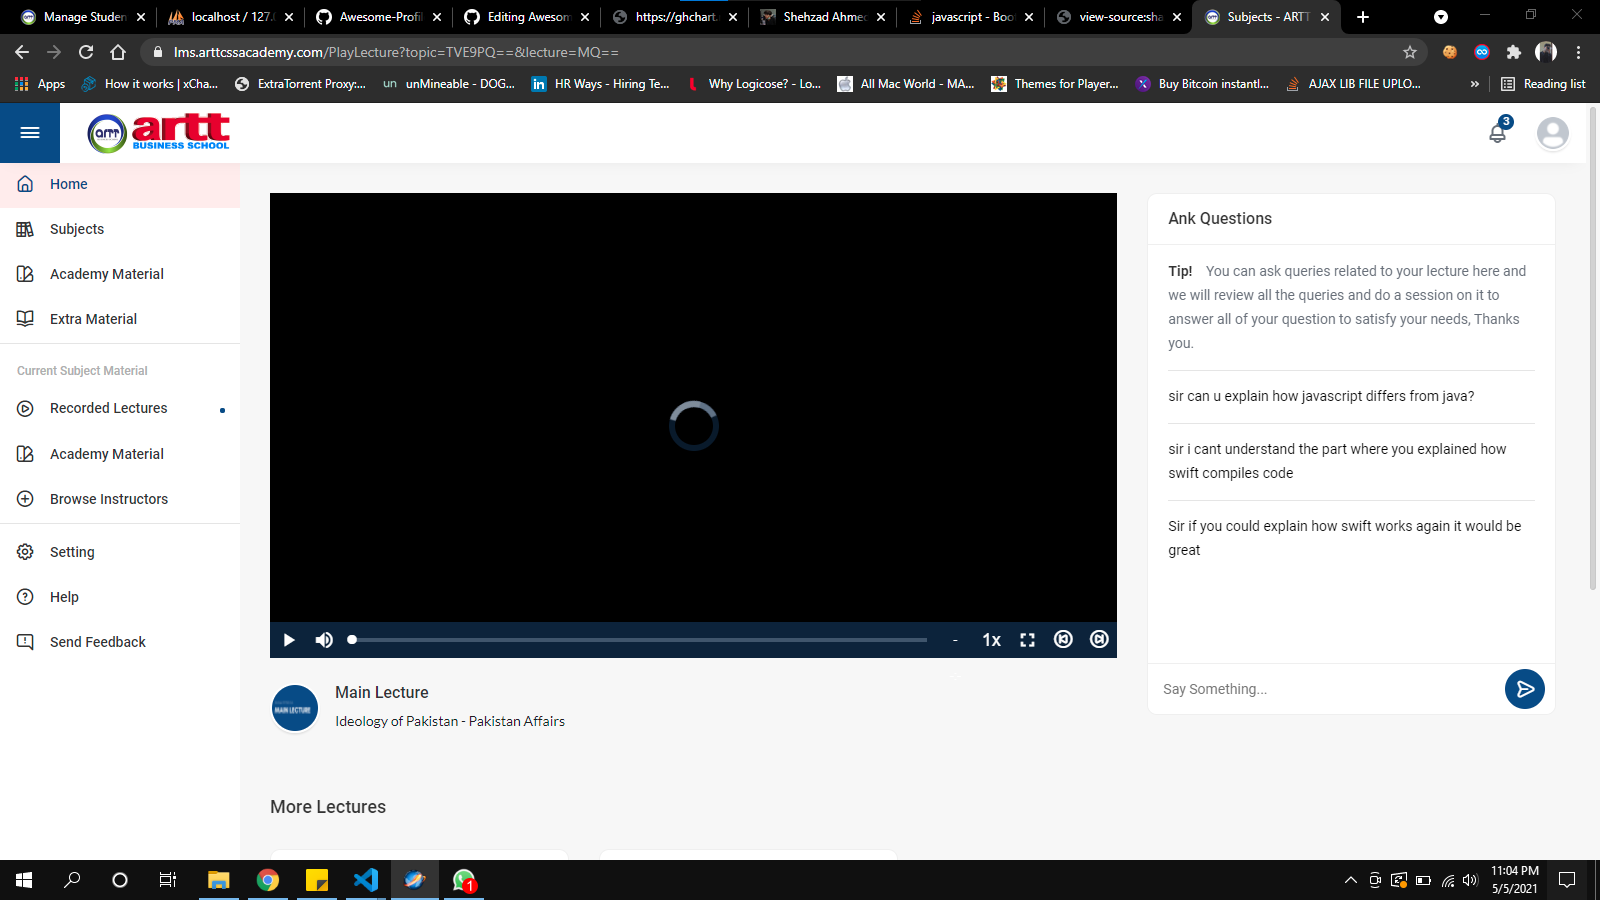 Manage Studen
localhost / 127.
Awesome-Profil
Editing Awesom
https://ghchart.
Shehzad Ahmed
javascript - Boo
view-source:sha
Subjects - ARTT
lms.arttcssacademy.com/PlayLecture?topic=TVE9PQ==&lecture=MQ==
Apps
How it works | xCha...
ExtraTorrent Proxy:...
un
unMineable - DOG...
HR Ways - Hiring Te...
Why Logicose? - Lo...
All Mac World - MA...
Themes for Player...
Buy Bitcoin instantl...
AJAX LIB FILE UPLO...
»
Reading list
artt
artt
BUSINESS SCHOOL
3
Home
Subjects
Academy Material
Extra Material
Current Subject Material
Recorded Lectures
Academy Material
Browse Instructors
Setting
Help
Send Feedback
-
1x
Main Lecture
MAIN LECTURE
Ideology of Pakistan - Pakistan Affairs
More Lectures
Ank Questions
Tip! You can ask queries related to your lecture here and
we will review all the queries and do a session on it to
answer all of your question to satisfy your needs, Thanks
you.
sir can u explain how javascript differs from java?
sir i cant understand the part where you explained how
swift compiles code
Sir if you could explain how swift works again it would be
great
Say Something...
1
11:04 PM
5/5/2021